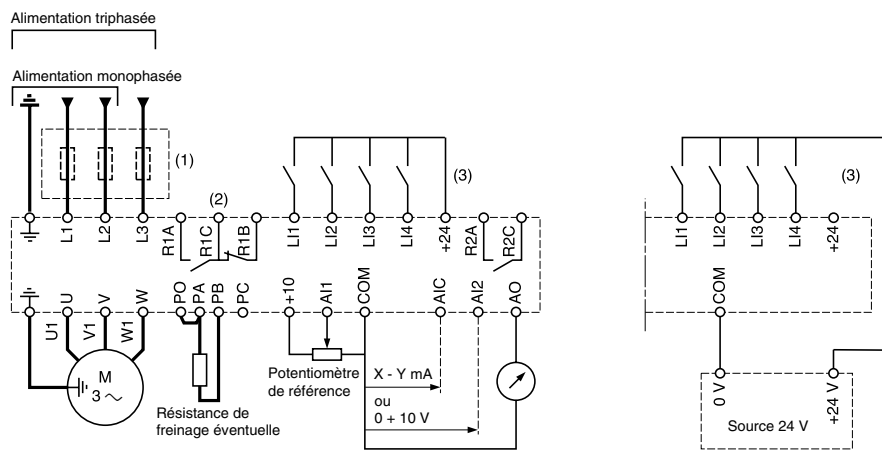 Alimentation triphasée
Alimentation monophasée
(1)
(2)
(3)
(3)
L1
L2
L3
R1A
R1C
R1B
LI1
LI2
LI3
LI4
+24
R2A
R2C
LI1
LI2
LI3
LI4
+24
U
V
W
PO
PA
PB
PC
+10
AI1
COM
AIC
AI2
AO
COM
U1
V1
W1
M
3
Potentiomètre
de référence
X - Y mA
ou
0 + 10 V
Résistance de
freinage éventuelle
0 V
+24 V
Source 24 V